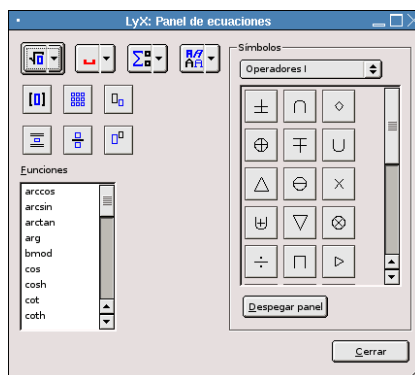 LyX: Panel de ecuaciones
Símbolos
Operadores I
Funciones
arccos
arcsin
arctan
arg
bmod
cos
cosh
cot
coth
Despegar panel
Cerrar